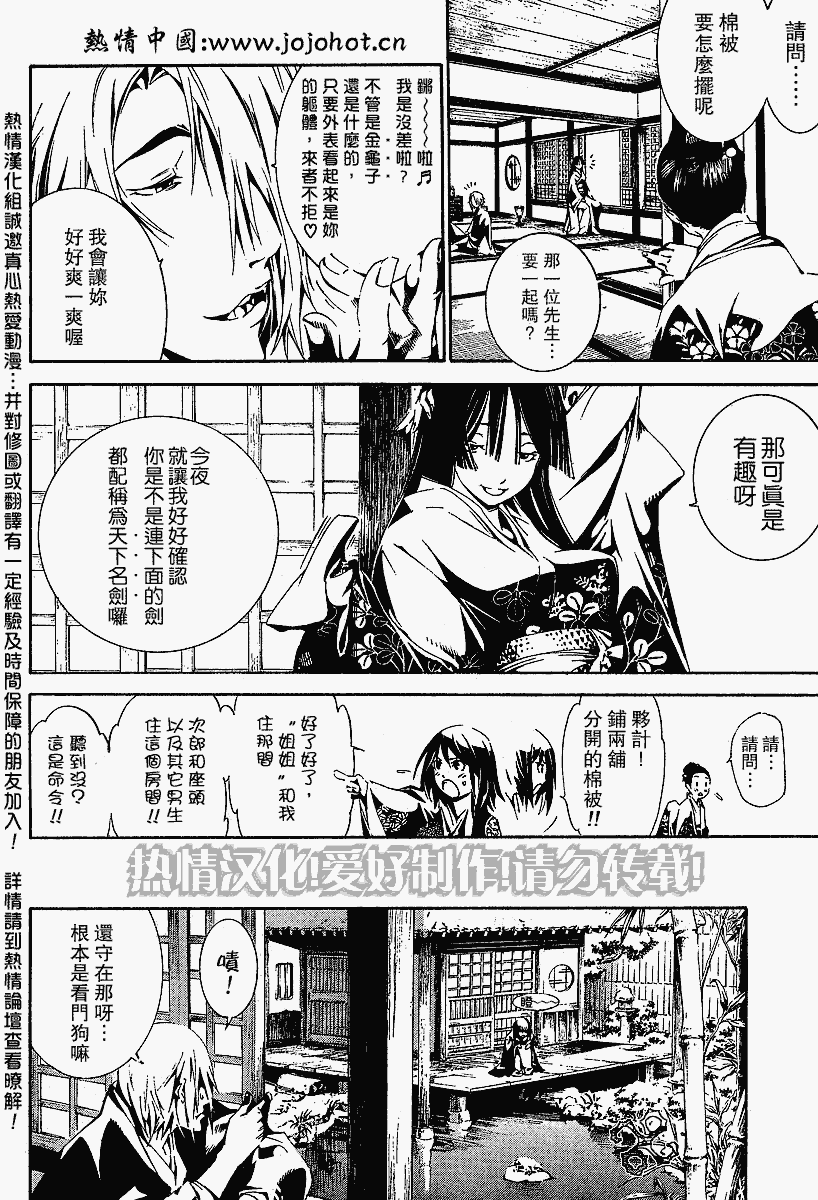 熱情中國:www.jojohot.cn
請問……
棉被
要怎麼擺呢
那一位先生…
要一起嗎?
鏘～～～啦♬
我是沒差啦?
不管是金龜子
還是什麼的,
只要外表看起來是妳
的軀體,來者不拒♡
我會讓妳
好好爽一爽喔
那可真是
有趣呀
今夜
就讓我好好確認
你是不是連下面的劍
都配稱為天下名劍囉
請…
請問…
夥計!
鋪兩舖
分開的棉被!!
好了好了,
"姐姐"和我
住那間
次郎和座頭
以及其它男生
住這個房間!!
聽到沒?
這是命令!!
热情汉化!爱好制作!请勿转载!
瞪
嘖!
還守在那呀…
根本是看門狗嘛
熱情漢化組誠邀真心熱愛動漫…并對修圖或翻譯有一定經驗及時間保障的朋友加入!詳情請到熱情論壇查看暸解!